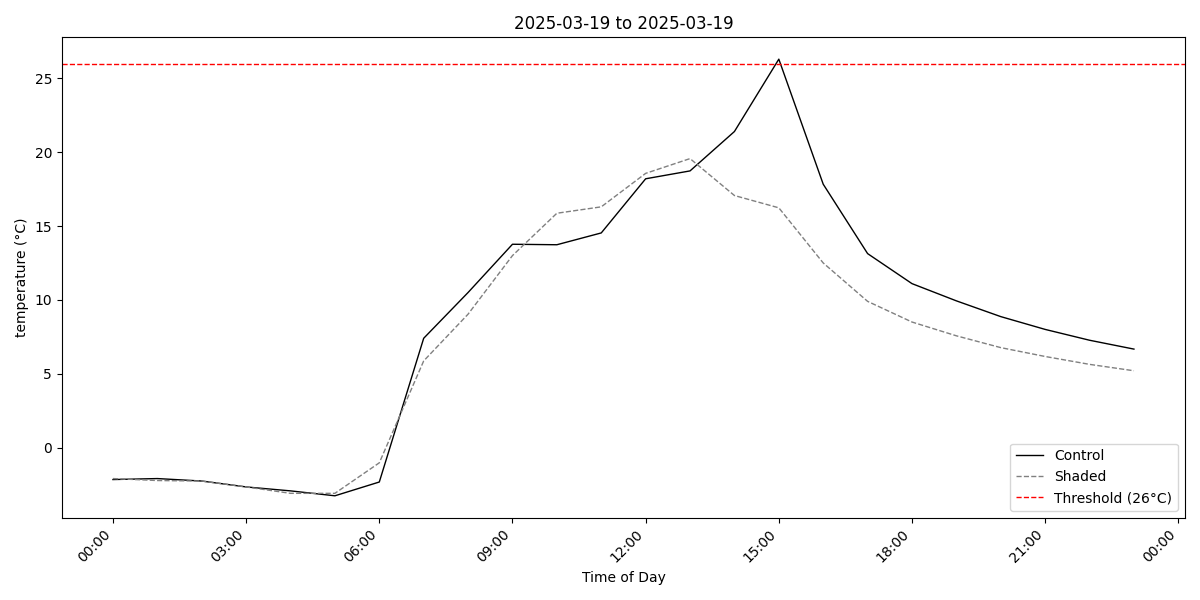 2025-03-19 to 2025-03-19
temperature (°C)
25
20
15
10
5
0
Control
Shaded
Threshold (26°C)
00:00
03:00
06:00
09:00
12:00
15:00
18:00
21:00
00:00
Time of Day